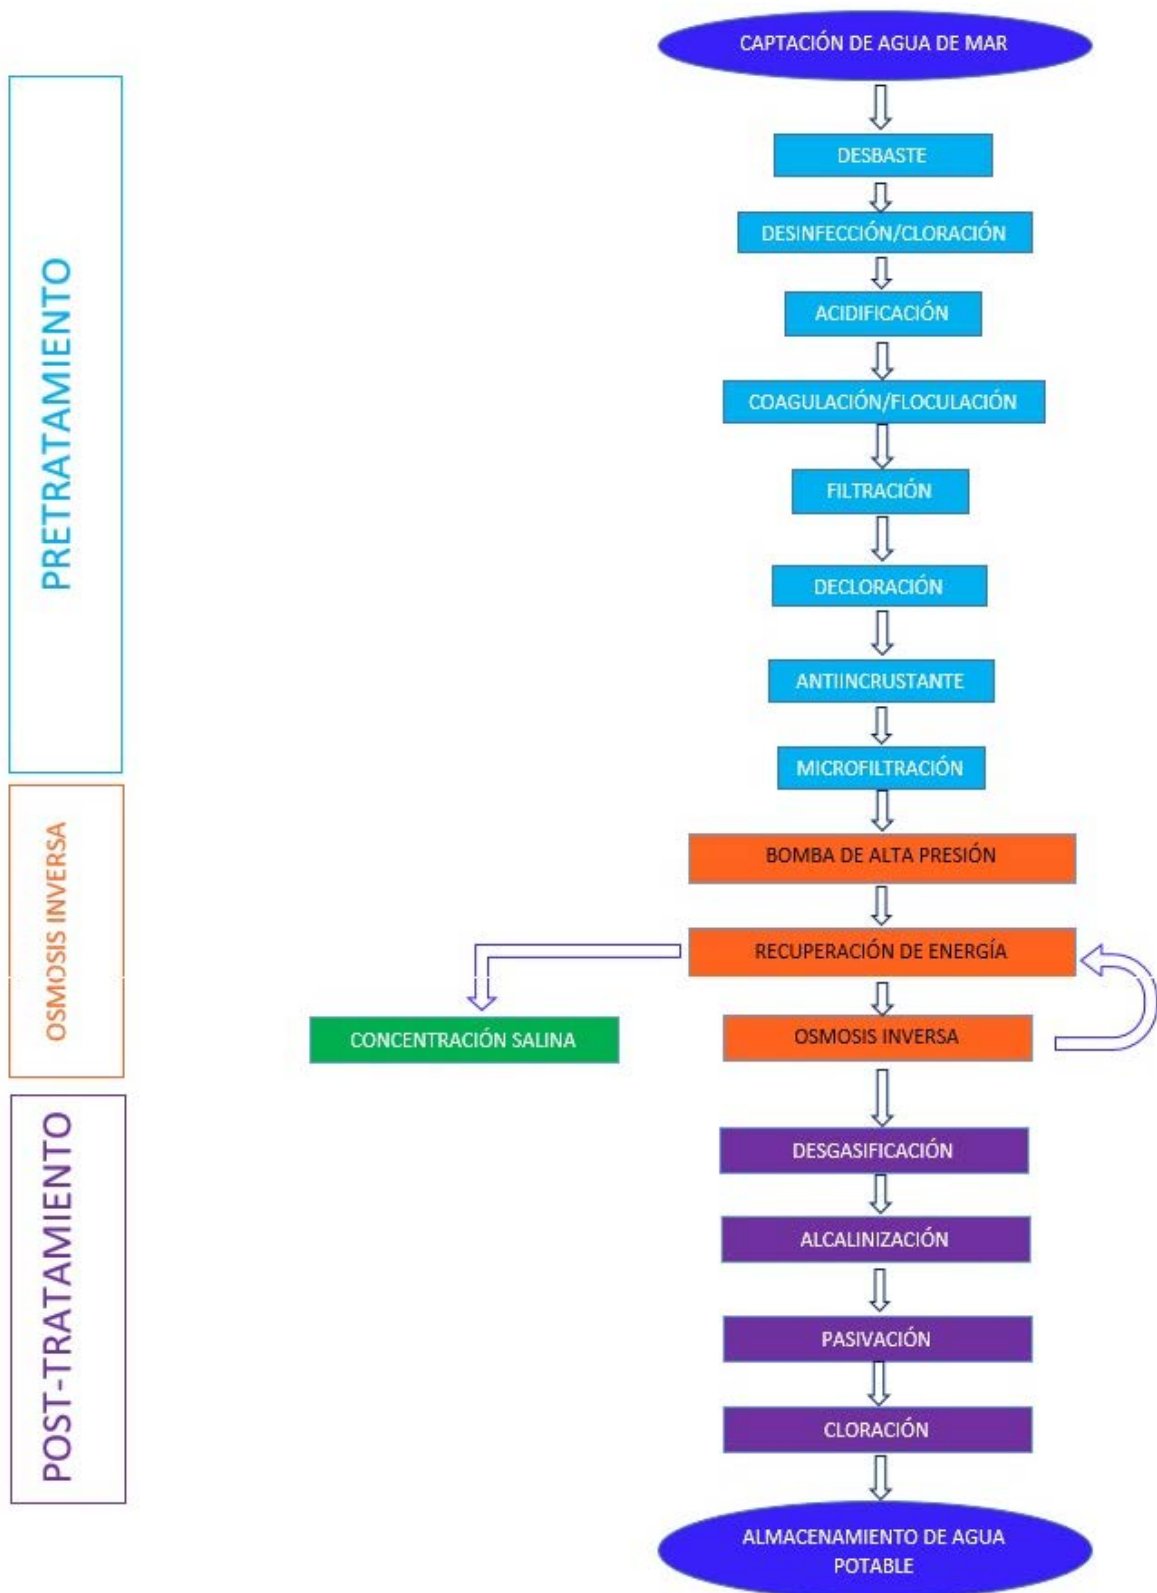 CAPTACIÓN DE AGUA DE MAR
PRETRATAMIENTO
DESBASTE
DESINFECCIÓN/CLORACIÓN
ACIDIFICACIÓN
COAGULACIÓN/FLOCULACIÓN
FILTRACIÓN
DECLORACIÓN
ANTIINCRUSTANTE
MICROFILTRACIÓN
OSMOSIS INVERSA
BOMBA DE ALTA PRESIÓN
RECUPERACIÓN DE ENERGÍA
CONCENTRACIÓN SALINA
OSMOSIS INVERSA
POST-TRATAMIENTO
DESGASIFICACIÓN
ALCALINIZACIÓN
PASIVACIÓN
CLORACIÓN
ALMACENAMIENTO DE AGUA
POTABLE